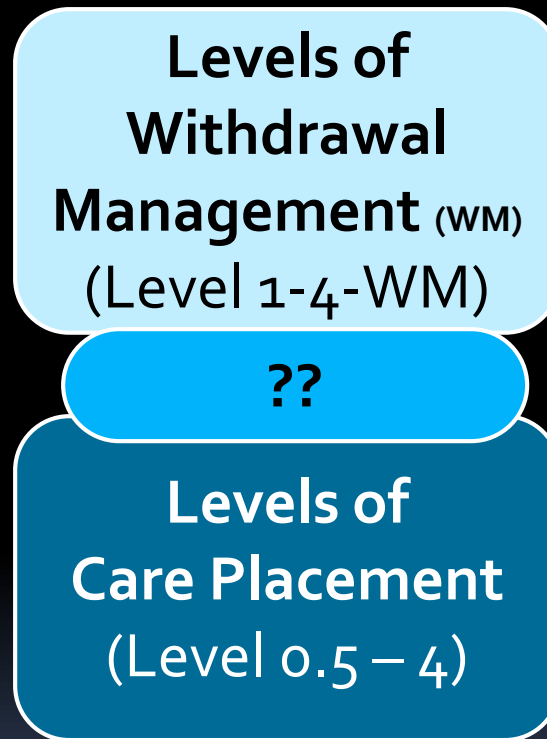 Levels of
Withdrawal
Management (WM)
(Level 1-4-WM)
??
Levels of
Care Placement
(Level 0.5 – 4)